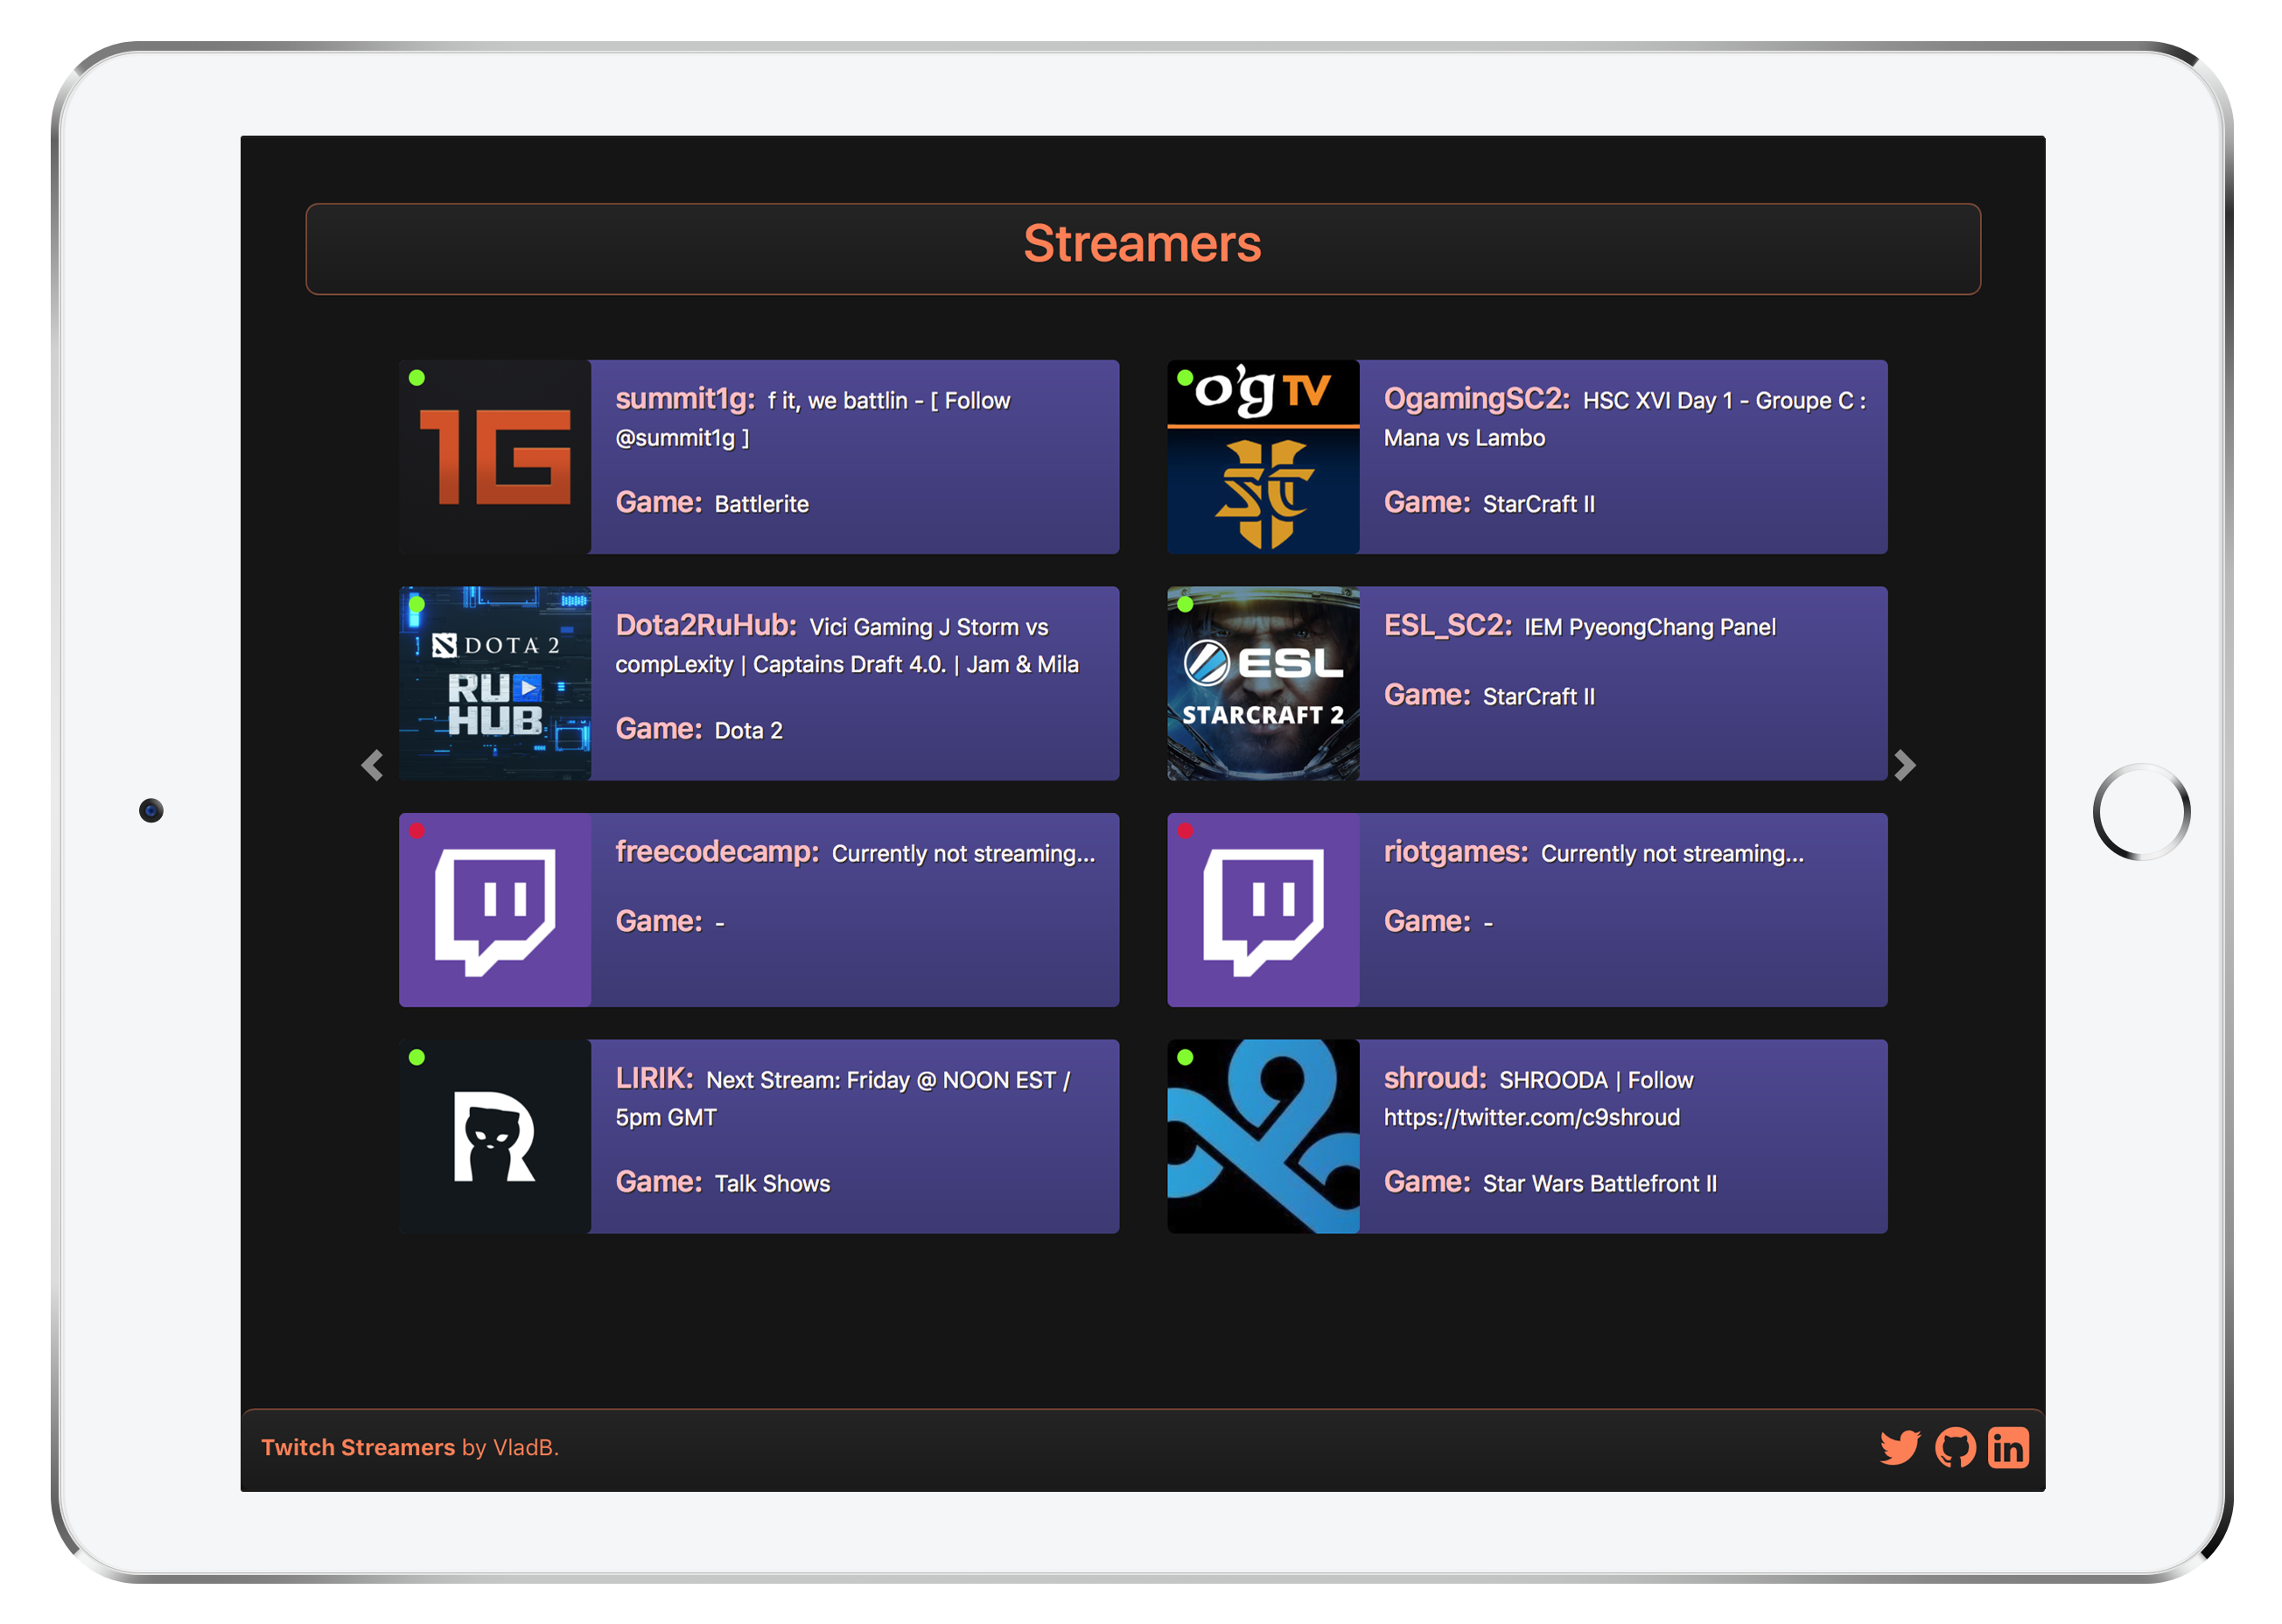 Streamers
1G
summit1g: f it, we battlin - [ Follow
@summit1g ]
Game: Battlerite
o'g TV
SC II
OgamingSC2: HSC XVI Day 1 - Groupe C :
Mana vs Lambo
Game: StarCraft II
DOTA 2
RU
HUB
Dota2RuHub: Vici Gaming J Storm vs
compLexity | Captains Draft 4.0. | Jam & Mila
Game: Dota 2
ESL
STARCRAFT 2
ESL_SC2: IEM PyeongChang Panel
Game: StarCraft II
freecodecamp: Currently not streaming...
Game: -
riotgames: Currently not streaming...
Game: -
R
LIRIK: Next Stream: Friday @ NOON EST /
5pm GMT
Game: Talk Shows
shroud: SHROODA | Follow
https://twitter.com/c9shroud
Game: Star Wars Battlefront II
Twitch Streamers by VladB.
in